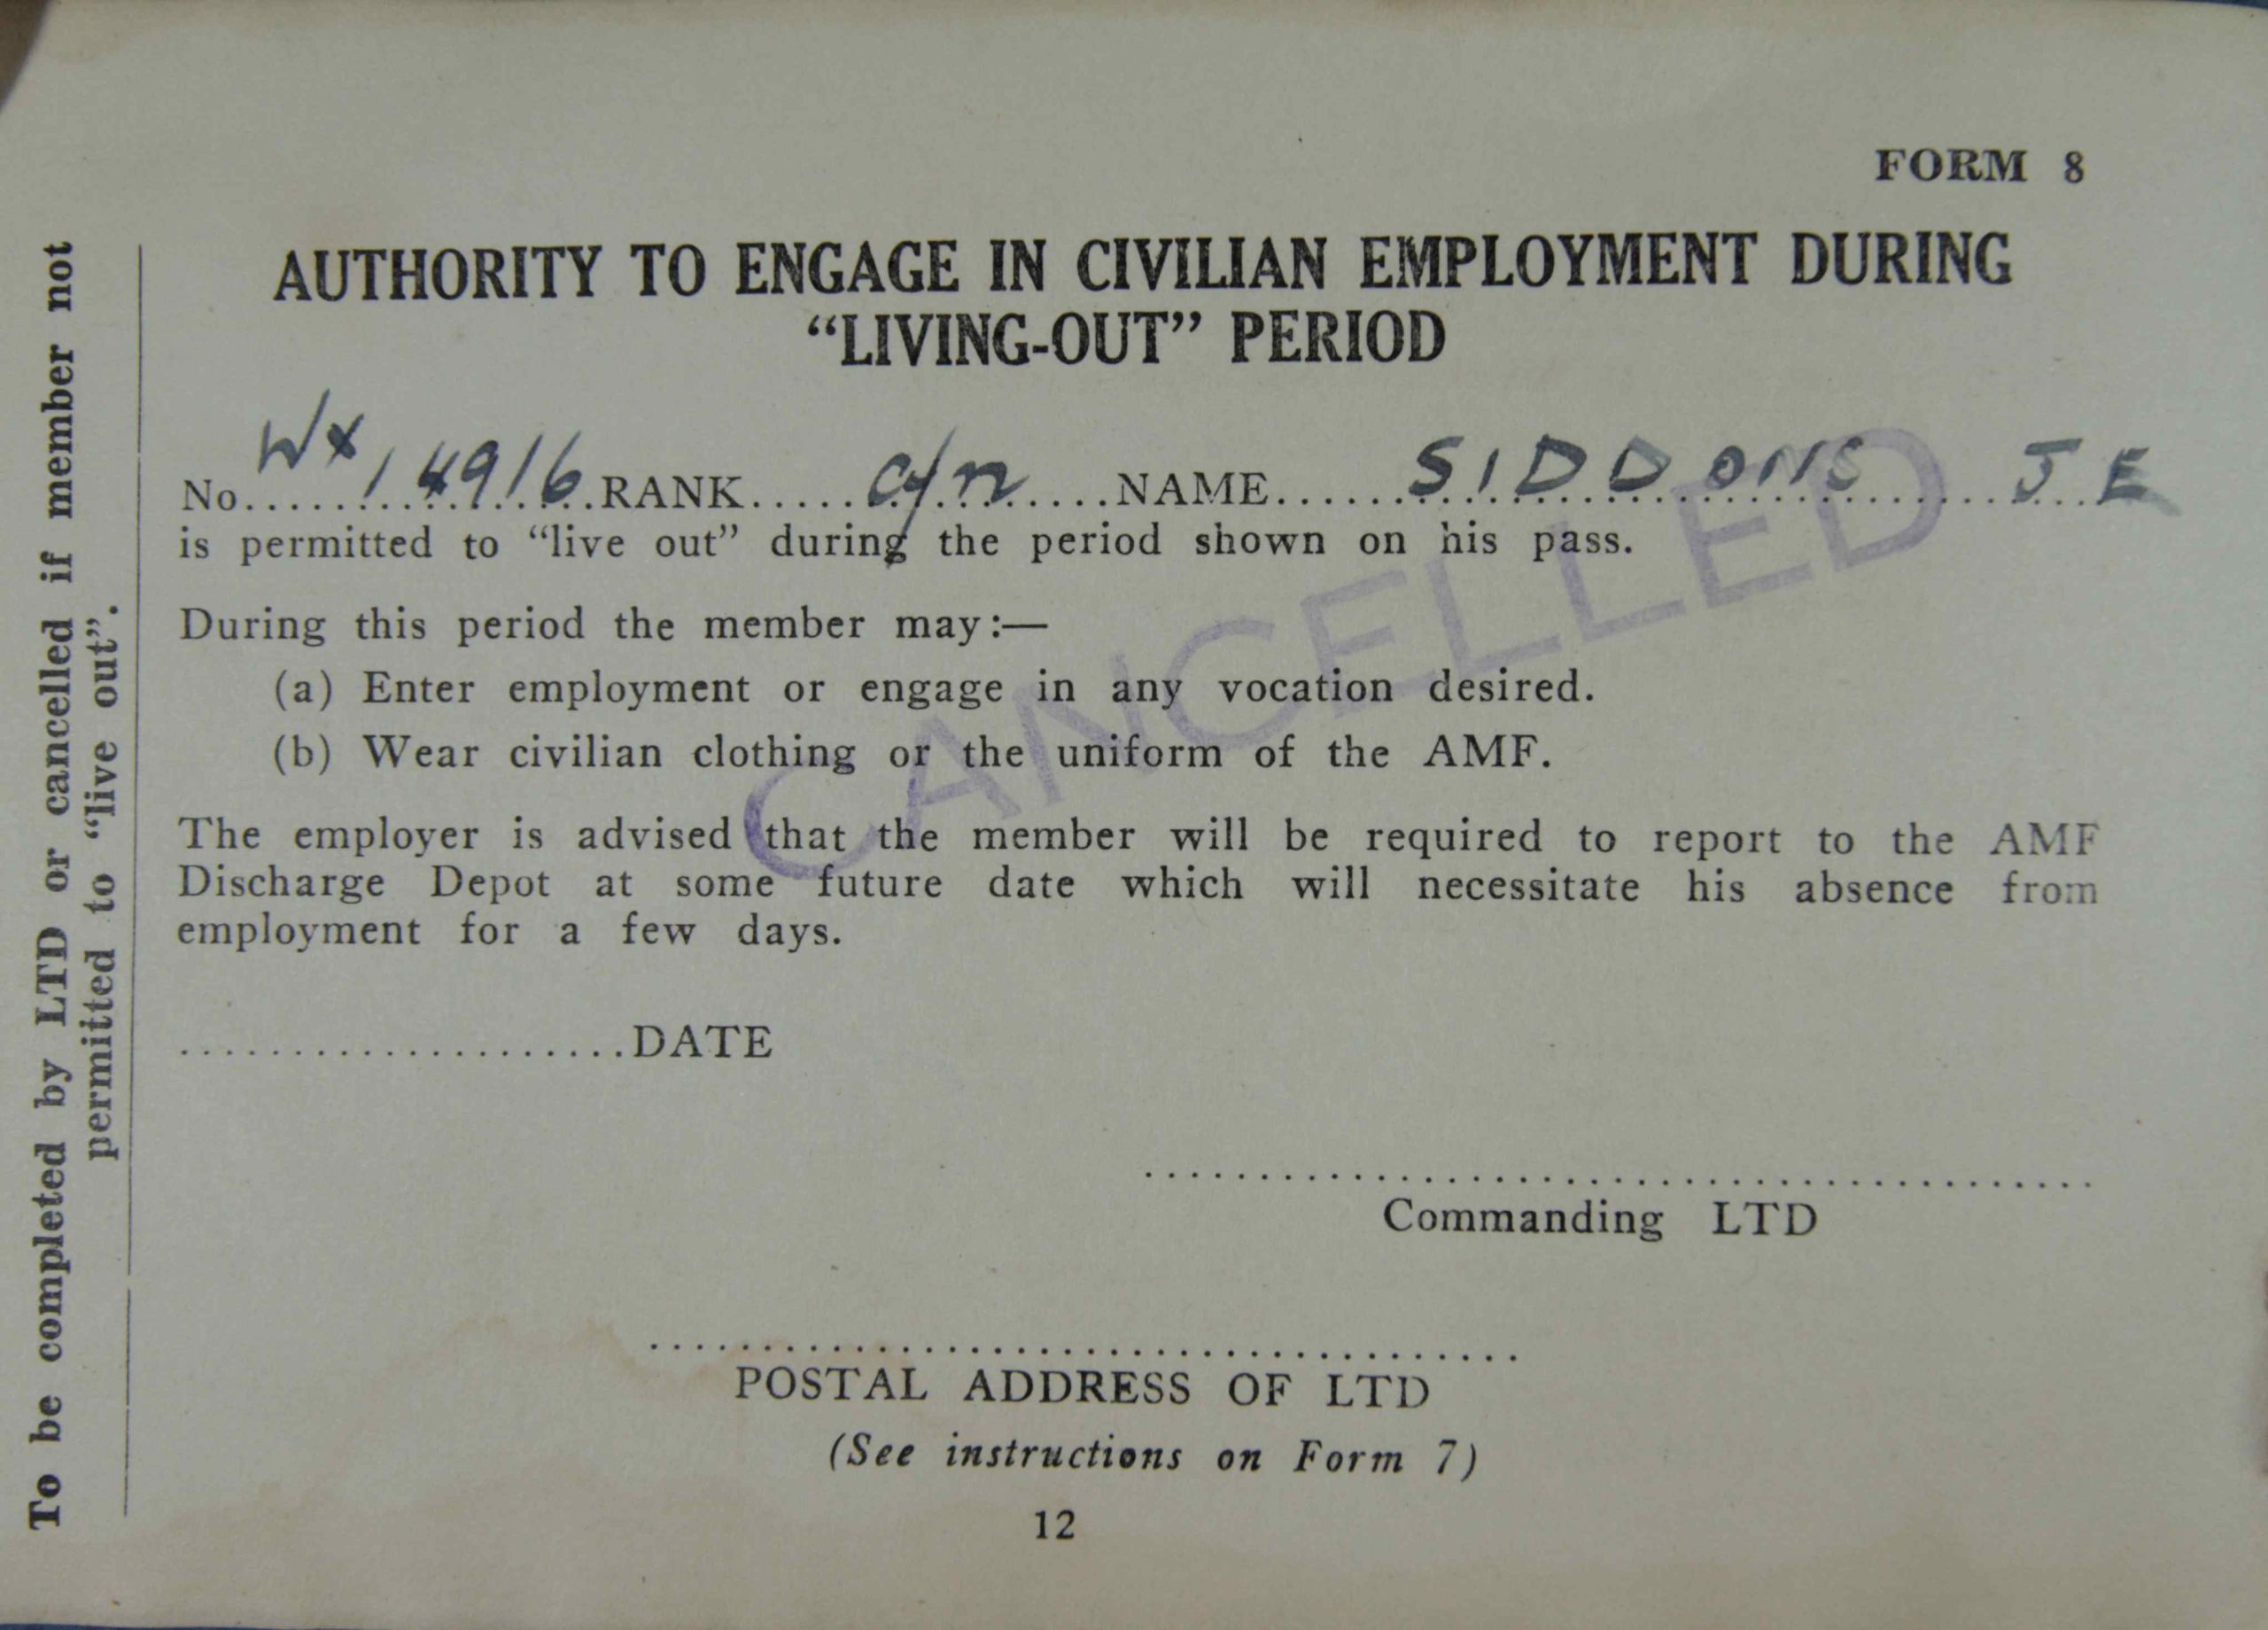 FORM 8
AUTHORITY TO ENGAGE IN CIVILIAN EMPLOYMENT DURING
“LIVING-OUT” PERIOD
No. WX14916 RANK NAME SIDDONS J E
is permitted to “live out” during the period shown on his pass.
During this period the member may:—
(a) Enter employment or engage in any vocation desired.
(b) Wear civilian clothing or the uniform of the AMF.
The employer is advised that the member will be required to report to the AMF
Discharge Depot at some future date which will necessitate his absence from
employment for a few days.
DATE
Commanding LTD
POSTAL ADDRESS OF LTD
(See instructions on Form 7)
12
CANCELLED
To be completed by LTD or cancelled if member not
permitted to “live out”.